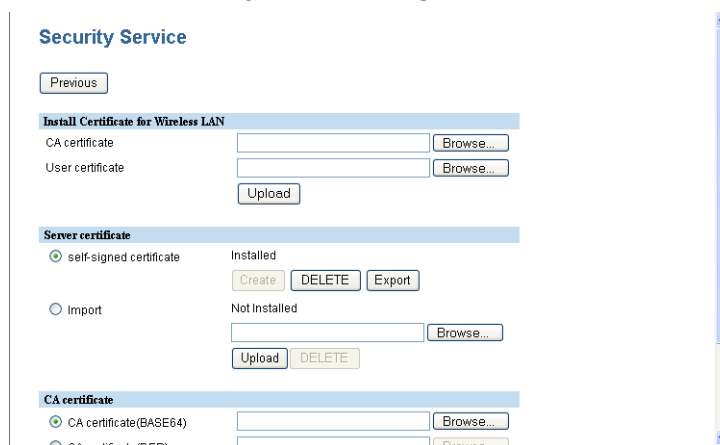 Security Service
Previous
Install Certificate for Wireless LAN
CA certificate Browse...
User certificate Browse...
Upload
Server certificate
self-signed certificate Installed
Create DELETE Export
Import Not Installed
Browse...
Upload DELETE
CA certificate
CA certificate(BASE64) Browse...